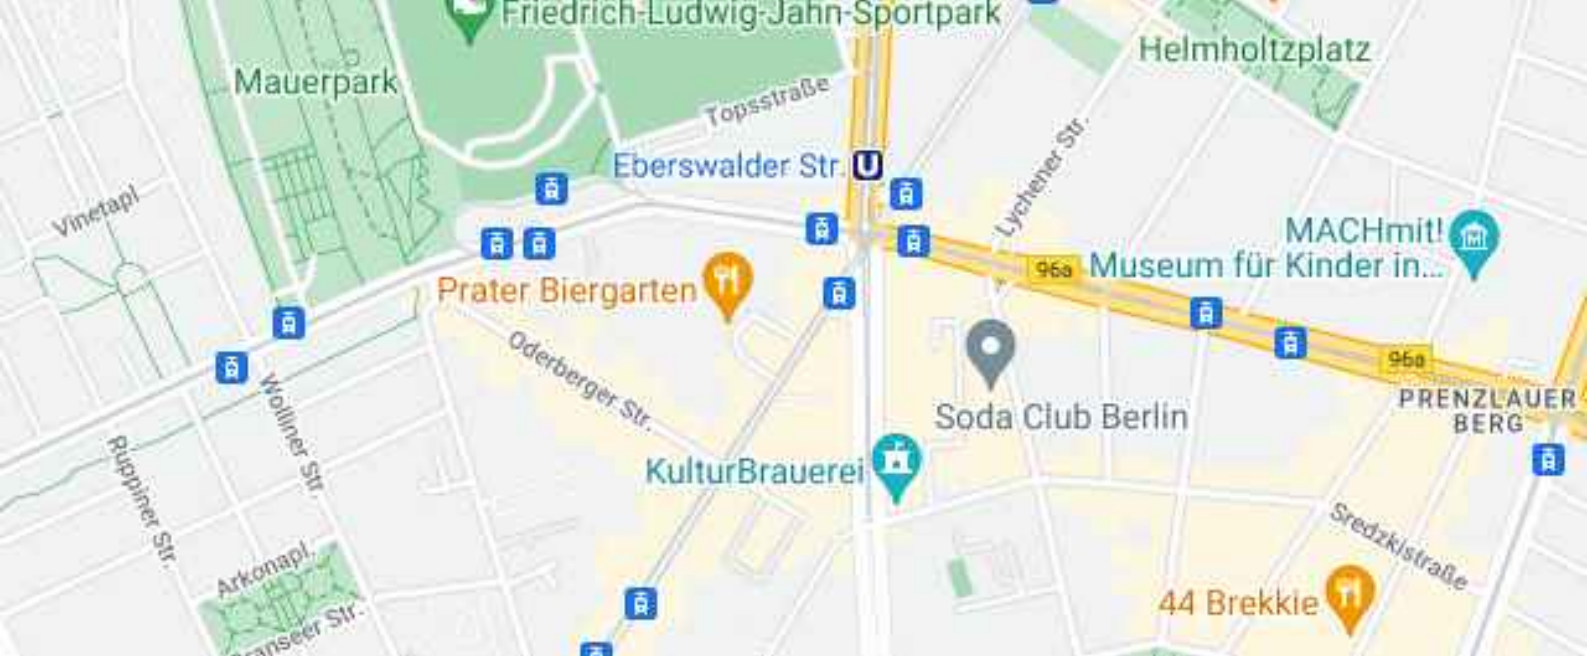 Friedrich-Ludwig-Jahn-Sportpark
Helmholtzplatz
Mauerpark
Topsstraße
Eberswalder Str.
U
Lychener Str.
Vinetapl
MACHmit!
Museum für Kinder in...
96a
Prater Biergarten
Oderberger Str.
96a
Wolliner Str.
Soda Club Berlin
PRENZLAUER
BERG
Ruppiner Str.
KulturBrauerei
Sredzkistraße
Arkonapl.
44 Brekkie
anseer Str.